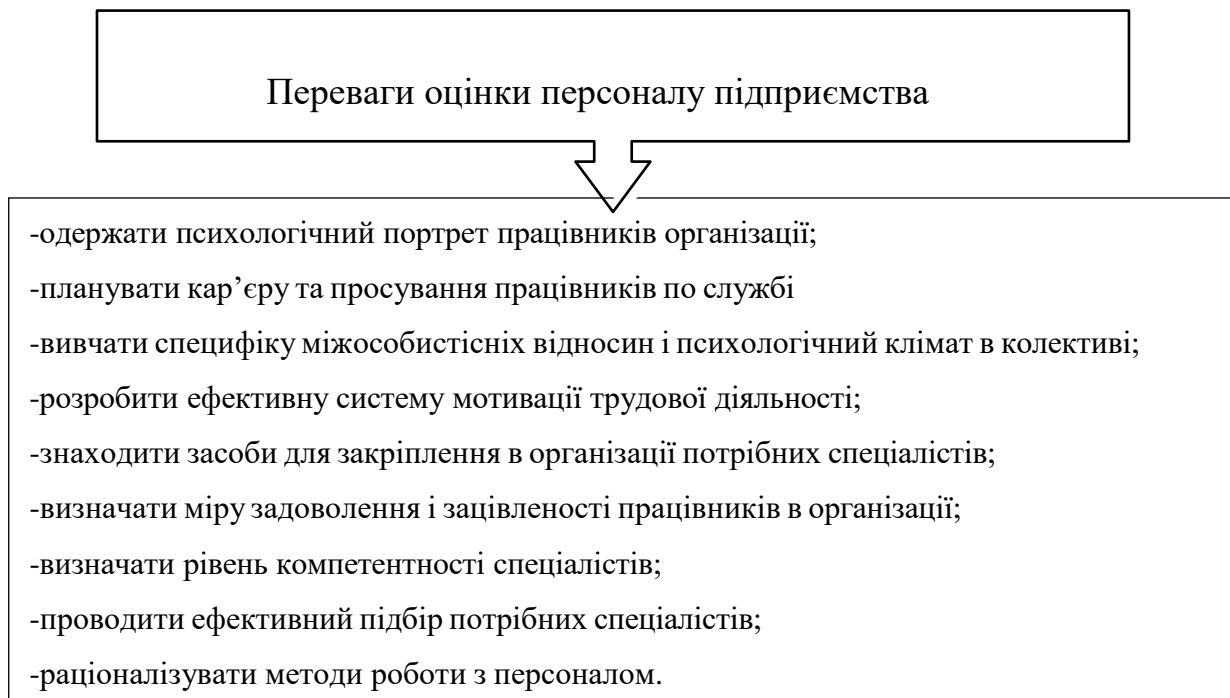 Переваги оцінки персоналу підприємства
-одержати психологічний портрет працівників організації;
-планувати кар’єру та просування працівників по службі
-вивчати специфіку міжособистісних відносин і психологічний клімат в колективі;
-розробити ефективну систему мотивації трудової діяльності;
-знаходити засоби для закріплення в організації потрібних спеціалістів;
-визначати міру задоволення і зацівленості працівників в організації;
-визначати рівень компетентності спеціалістів;
-проводити ефективний підбір потрібних спеціалістів;
-раціоналізувати методи роботи з персоналом.